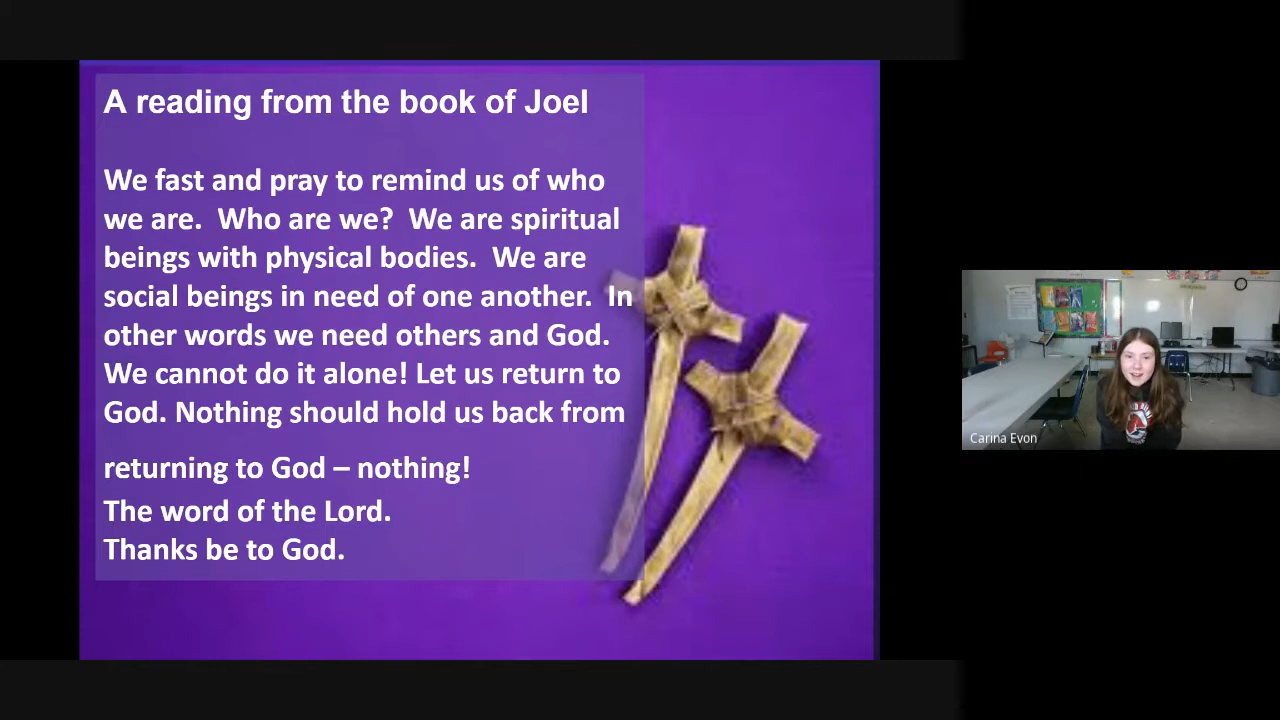 A reading from the book of Joel
We fast and pray to remind us of who
we are.  Who are we?  We are spiritual
beings with physical bodies.  We are
social beings in need of one another.  In
other words we need others and God.
We cannot do it alone! Let us return to
God. Nothing should hold us back from
returning to God – nothing!
The word of the Lord.
Thanks be to God.
Carina Evon